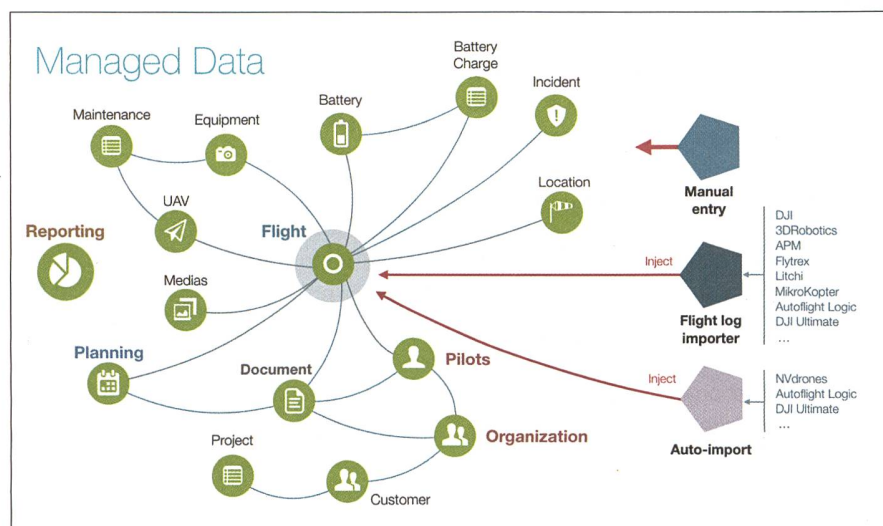 Managed Data
Battery
Charge
Incident
Battery
Maintenance
Equipment
Manual
entry
UAV
Location
Reporting
Flight
DJI
3DRobotics
APM
Flytrex
Litchi
MikroKopter
Autoflight Logic
DJI Ultimate
...
Inject
Flight log
importer
Medias
Planning
Document
Pilots
Inject
NVdrones
Autoflight Logic
DJI Ultimate
...
Auto-import
Organization
Project
Customer